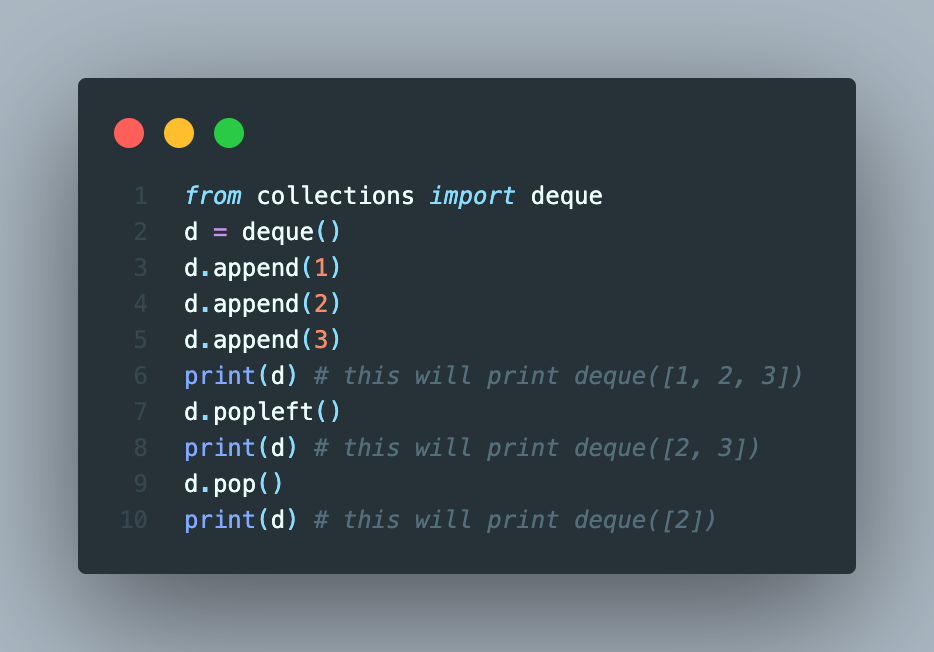 1 from collections import deque
2 d = deque()
3 d.append(1)
4 d.append(2)
5 d.append(3)
6 print(d) # this will print deque([1, 2, 3])
7 d.popleft()
8 print(d) # this will print deque([2, 3])
9 d.pop()
10 print(d) # this will print deque([2])